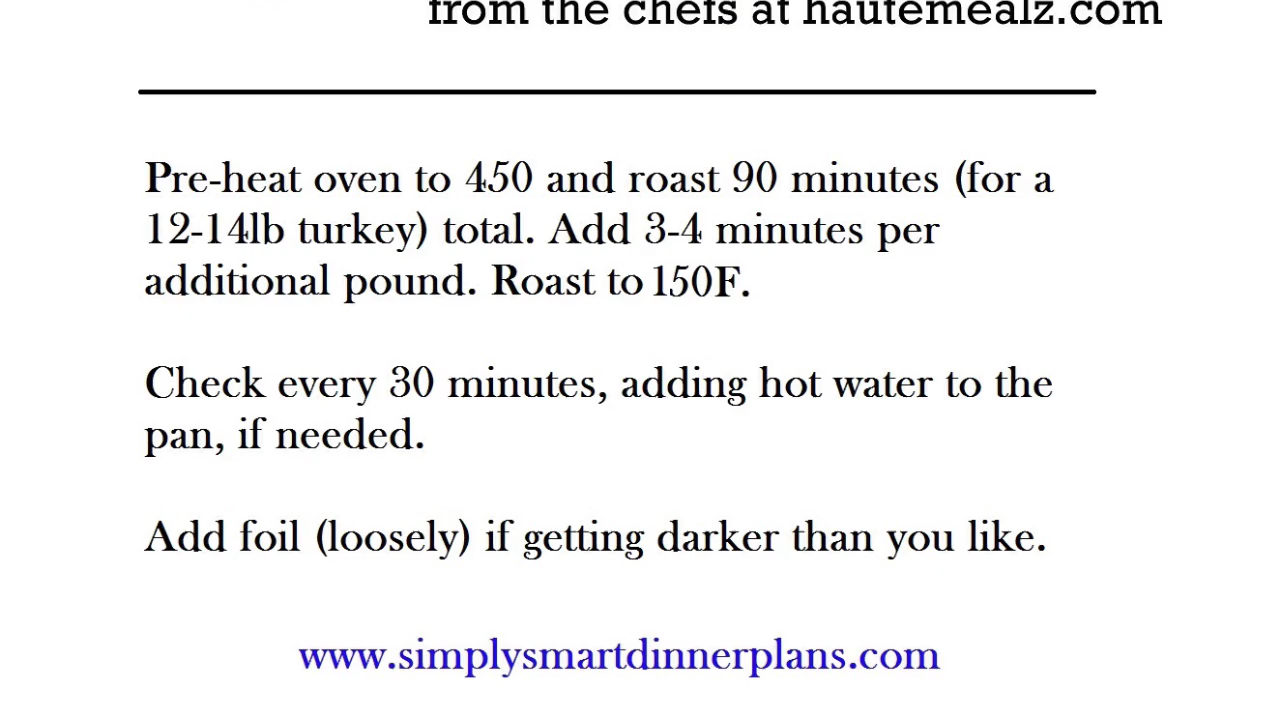 from the chefs at hautemealz.com
Pre-heat oven to 450 and roast 90 minutes (for a
12-14lb turkey) total. Add 3-4 minutes per
additional pound. Roast to 150F.
Check every 30 minutes, adding hot water to the
pan, if needed.
Add foil (loosely) if getting darker than you like.
www.simplysmartdinnerplans.com